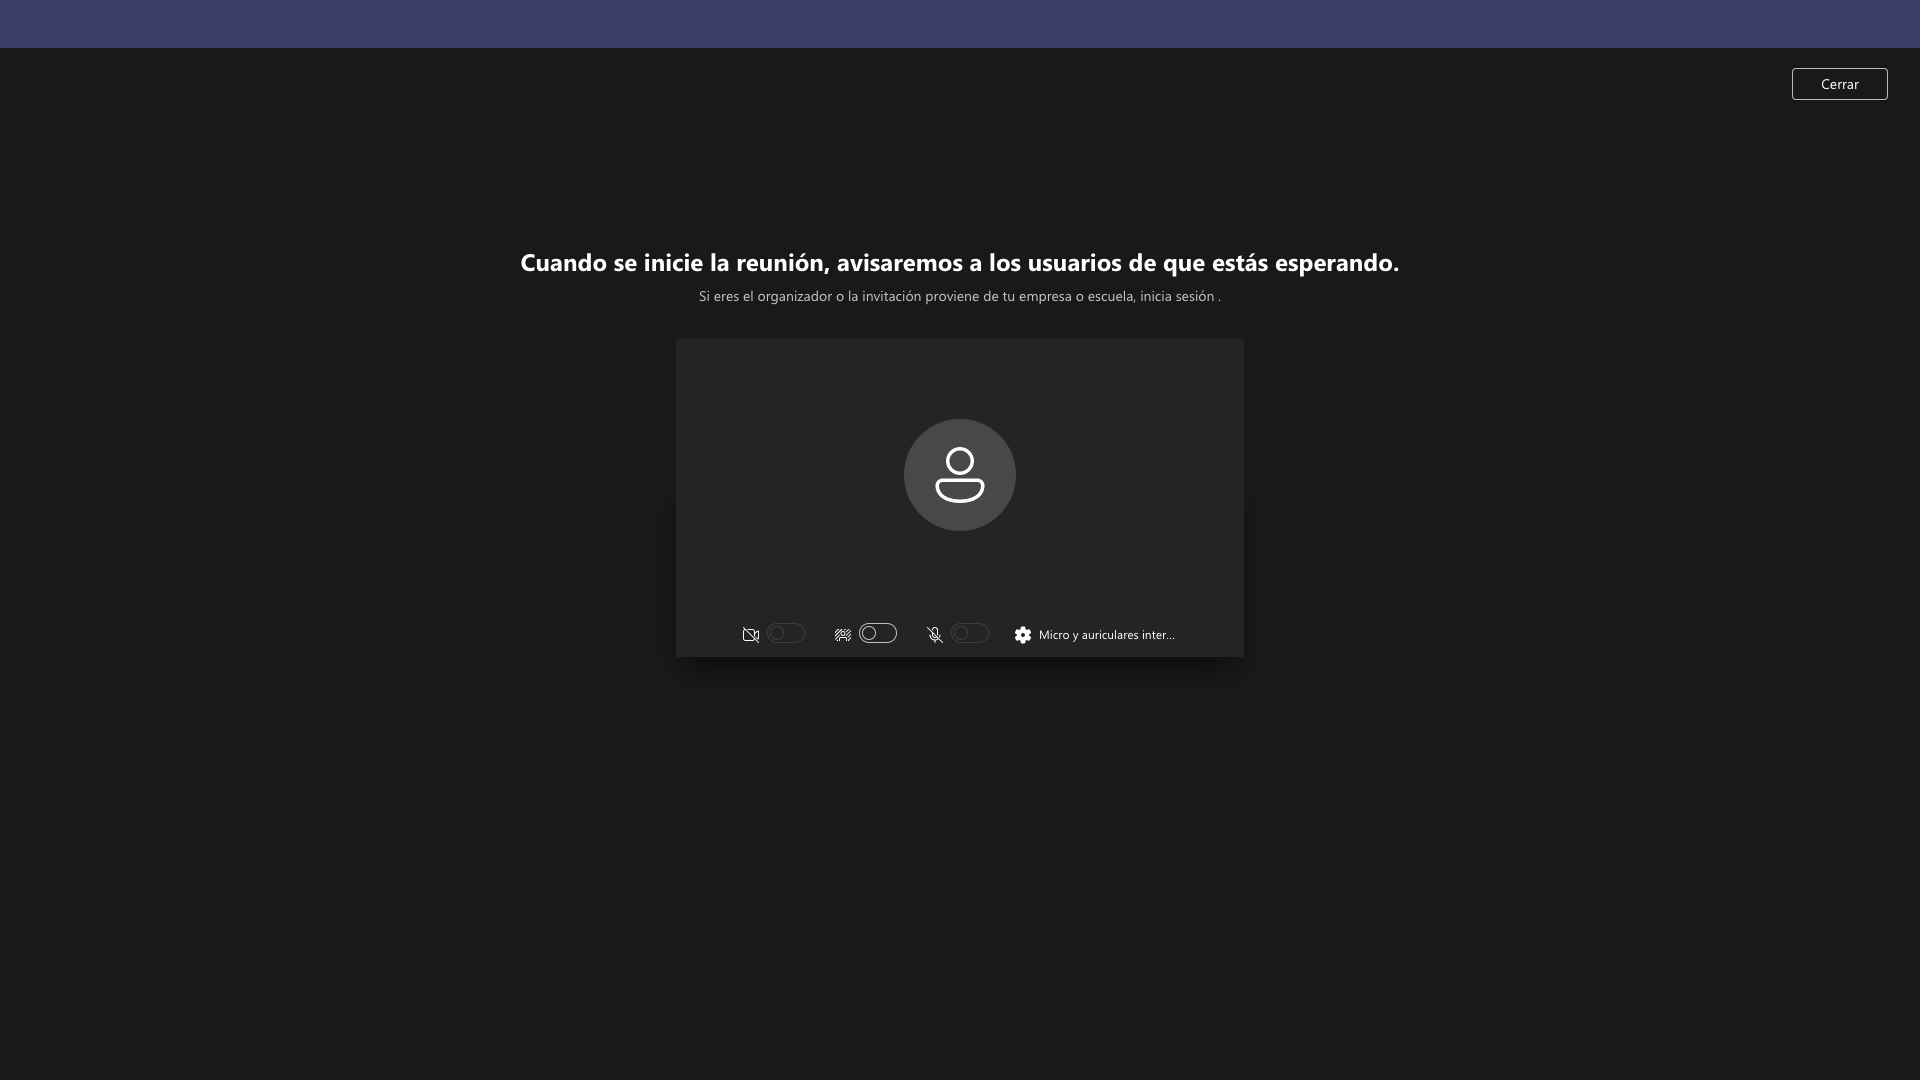 Cerrar
Cuando se inicie la reunión, avisaremos a los usuarios de que estás esperando.
Si eres el organizador o la invitación proviene de tu empresa o escuela, inicia sesión .
Micro y auriculares inter...